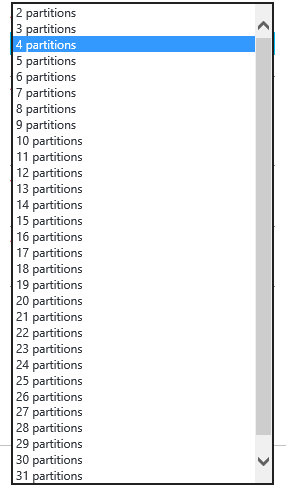 2 partitions
3 partitions
4 partitions
5 partitions
6 partitions
7 partitions
8 partitions
9 partitions
10 partitions
11 partitions
12 partitions
13 partitions
14 partitions
15 partitions
16 partitions
17 partitions
18 partitions
19 partitions
20 partitions
21 partitions
22 partitions
23 partitions
24 partitions
25 partitions
26 partitions
27 partitions
28 partitions
29 partitions
30 partitions
31 partitions